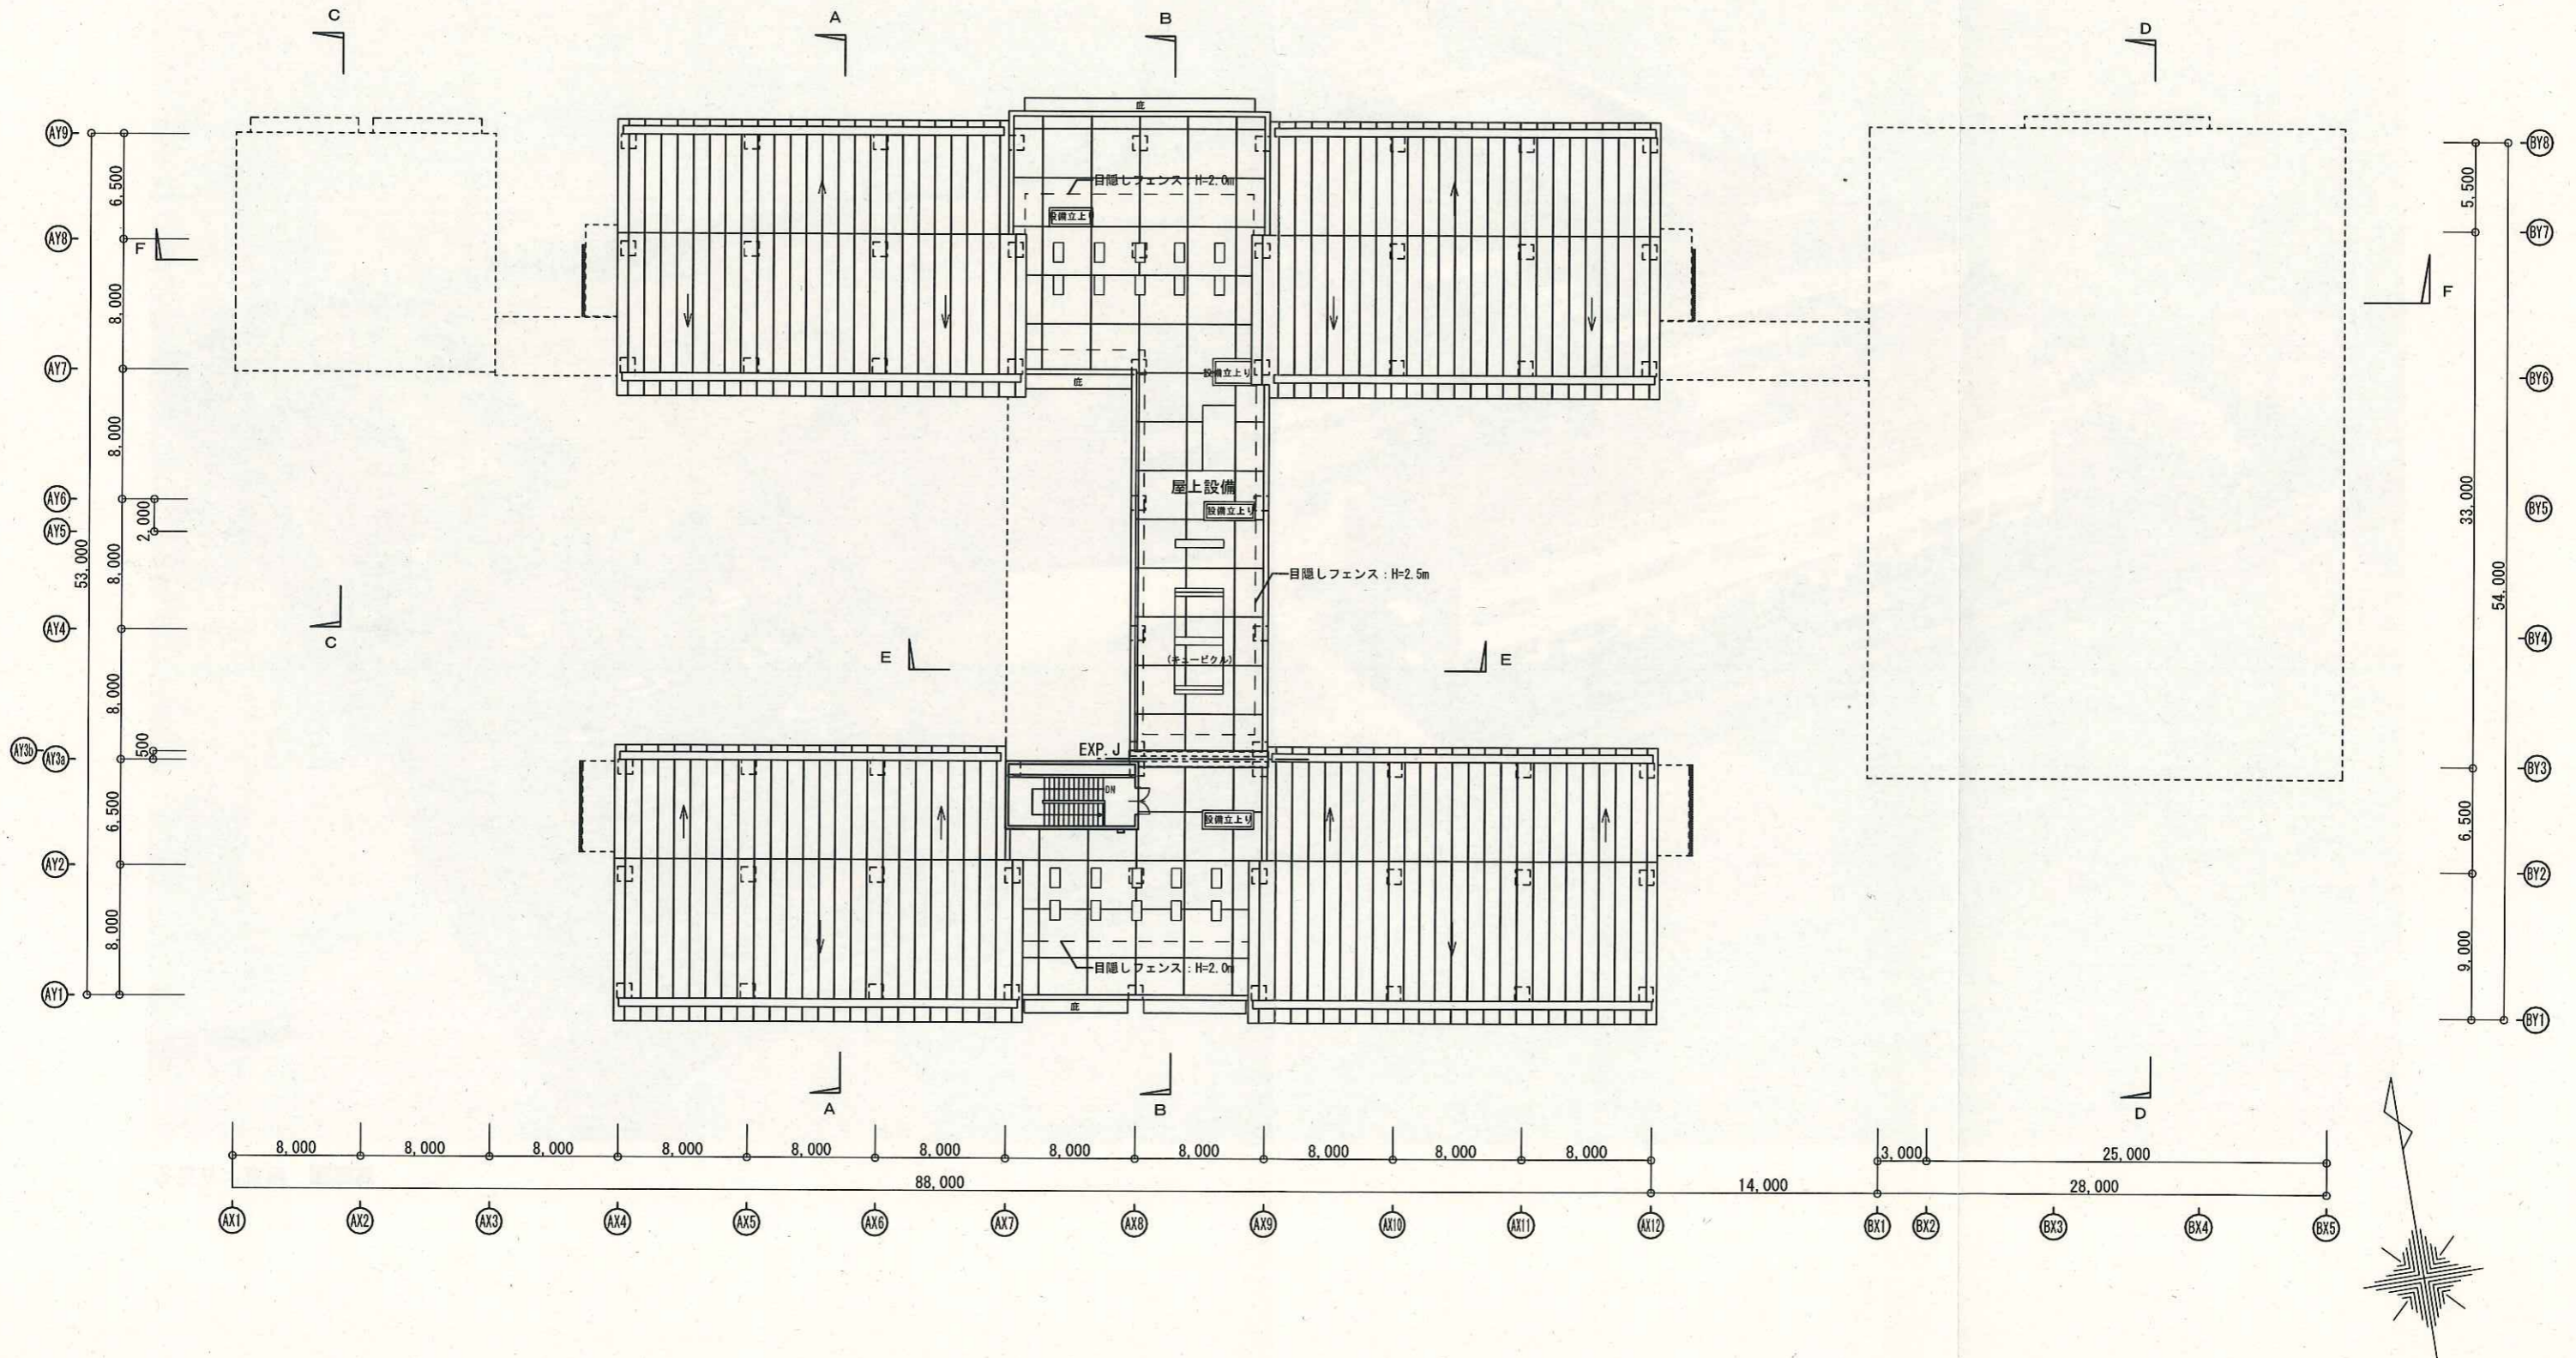 C
A
B
D
庇
AY9
6,500
AY8
F
8,000
AY7
8,000
AY6
2,000
AY5
8,000
53,000
AY4
8,000
AY3b
AY3a
500
6,500
AY2
8,000
AY1
目隠しフェンス：H=2.0m
設備立上り
庇
設備立上り
屋上設備
設備立上り
目隠しフェンス：H=2.5m
(キュービクル)
C
E
E
EXP.J
DN
設備立上り
目隠しフェンス：H=2.0m
庇
BY8
5,500
BY7
F
BY6
33,000
BY5
54,000
BY4
BY3
6,500
BY2
9,000
BY1
A
B
D
8,000 8,000 8,000 8,000 8,000 8,000 8,000 8,000 8,000 8,000 8,000 3,000 25,000
88,000 14,000 28,000
AX1 AX2 AX3 AX4 AX5 AX6 AX7 AX8 AX9 AX10 AX11 AX12 BX1 BX2 BX3 BX4 BX5